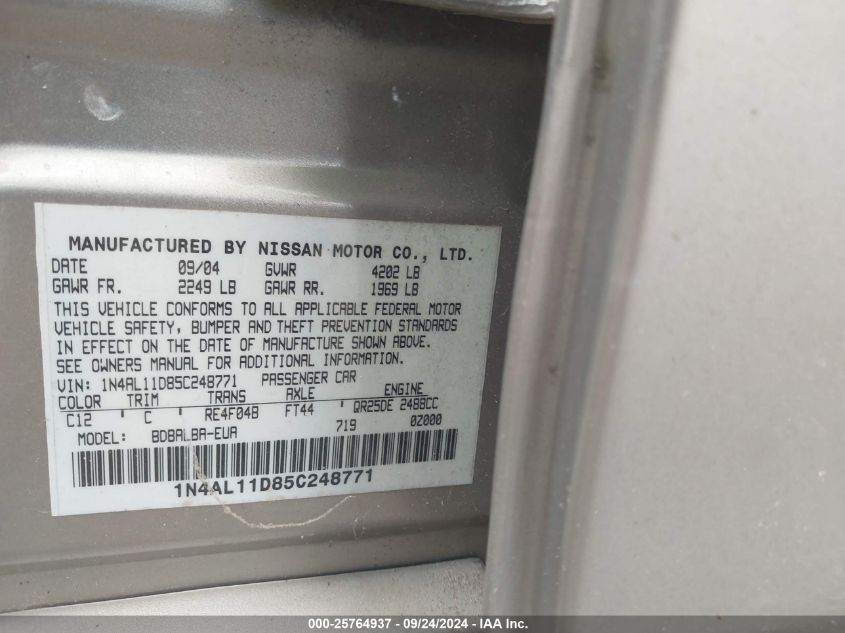 MANUFACTURED BY NISSAN MOTOR CO., LTD.
DATE 09/04 GVWR 4202 LB
GAWR FR. 2249 LB GAWR RR. 1969 LB
THIS VEHICLE CONFORMS TO ALL APPLICABLE FEDERAL MOTOR
VEHICLE SAFETY, BUMPER AND THEFT PREVENTION STANDARDS
IN EFFECT ON THE DATE OF MANUFACTURE SHOWN ABOVE.
SEE OWNERS MANUAL FOR ADDITIONAL INFORMATION.
VIN: 1N4AL11D85C248771 PASSENGER CAR
COLOR TRIM TRANS AXLE ENGINE
C12 C RE4F04B FT44 QR25DE 2488CC
MODEL: BDBALBA-EUA 719 0Z000
1N4AL11D85C248771
000-25764937 - 09/24/2024 - IAA Inc.